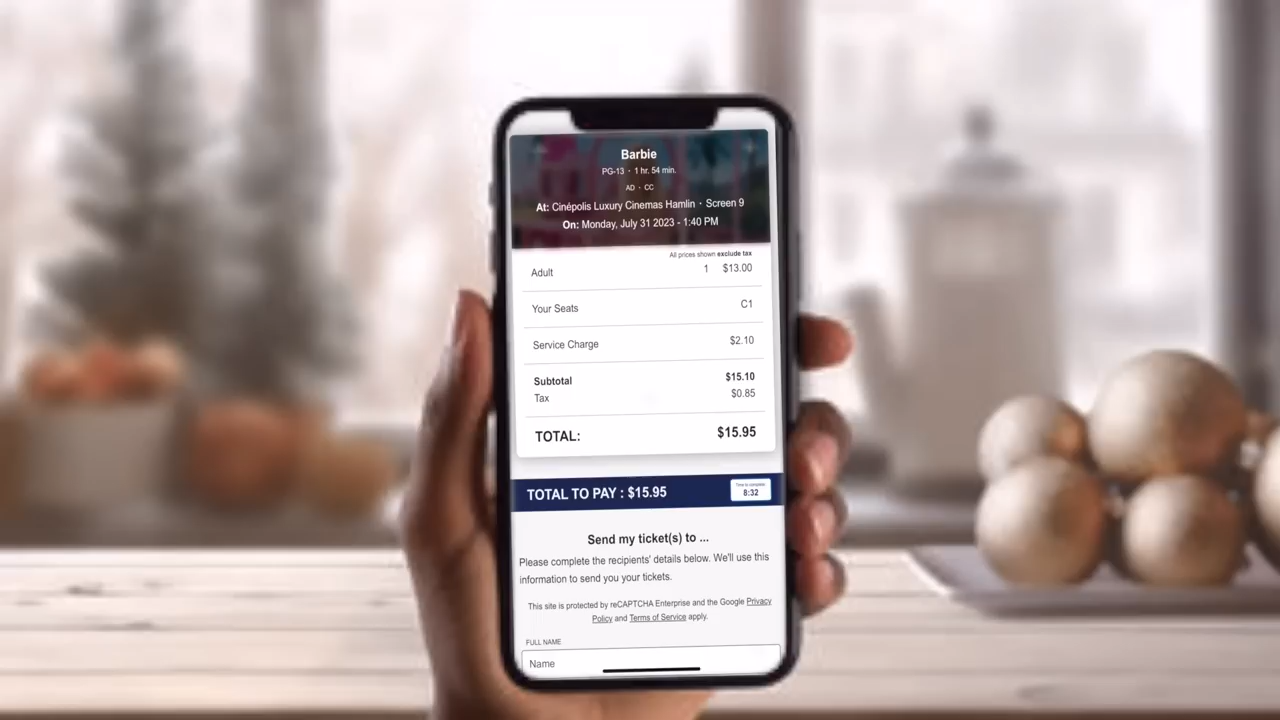 Barbie
PG-13 · 1 hr. 54 min.
AD · CC
At: Cinépolis Luxury Cinemas Hamlin · Screen 9
On: Monday, July 31 2023 - 1:40 PM
All prices shown exclude tax
Adult 1 $13.00
Your Seats C1
Service Charge $2.10
Subtotal $15.10
Tax $0.85
TOTAL: $15.95
TOTAL TO PAY : $15.95
Time to complete
8:32
Send my ticket(s) to ...
Please complete the recipients' details below. We'll use this
information to send you your tickets.
This site is protected by reCAPTCHA Enterprise and the Google Privacy
Policy and Terms of Service apply.
FULL NAME
Name